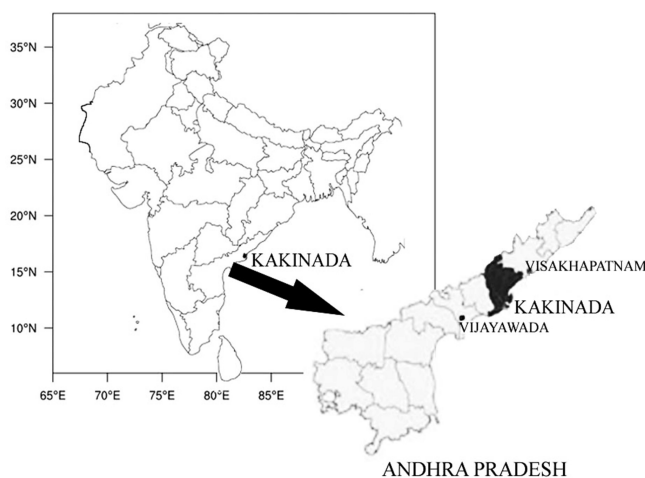 35°N
30°N
25°N
20°N
15°N
10°N
65°E
70°E
75°E
80°E
85°E
KAKINADA
VISAKHAPATNAM
KAKINADA
VIJAYAWADA
ANDHRA PRADESH